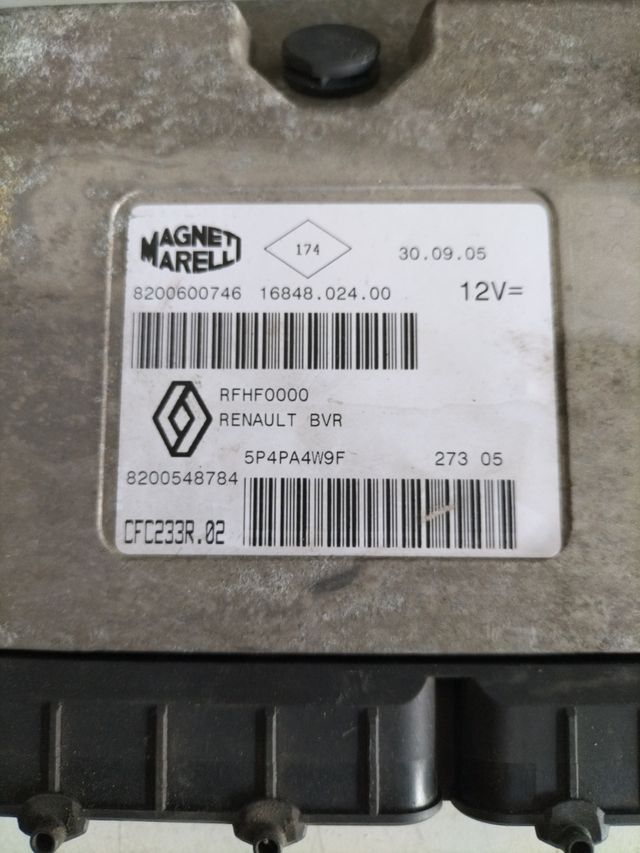 MAGNETI
MARELLI
174
30.09.05
8200600746 16848.024.00 12V=
RFHF0000
RENAULT BVR
5P4PA4W9F 273 05
8200548784
CFC233R.02